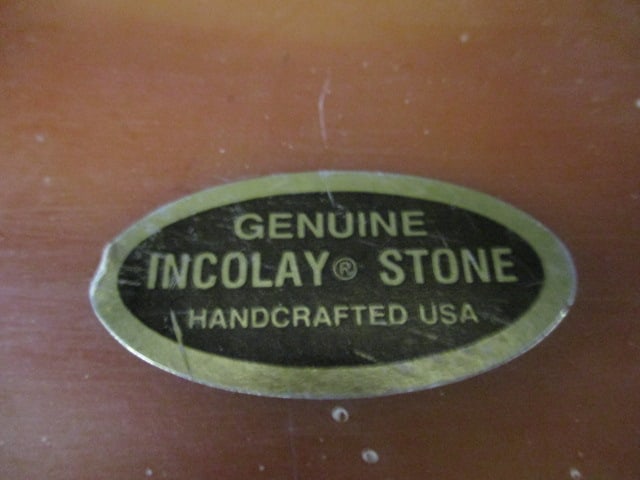 GENUINE
INCOLAY® STONE
HANDCRAFTED USA